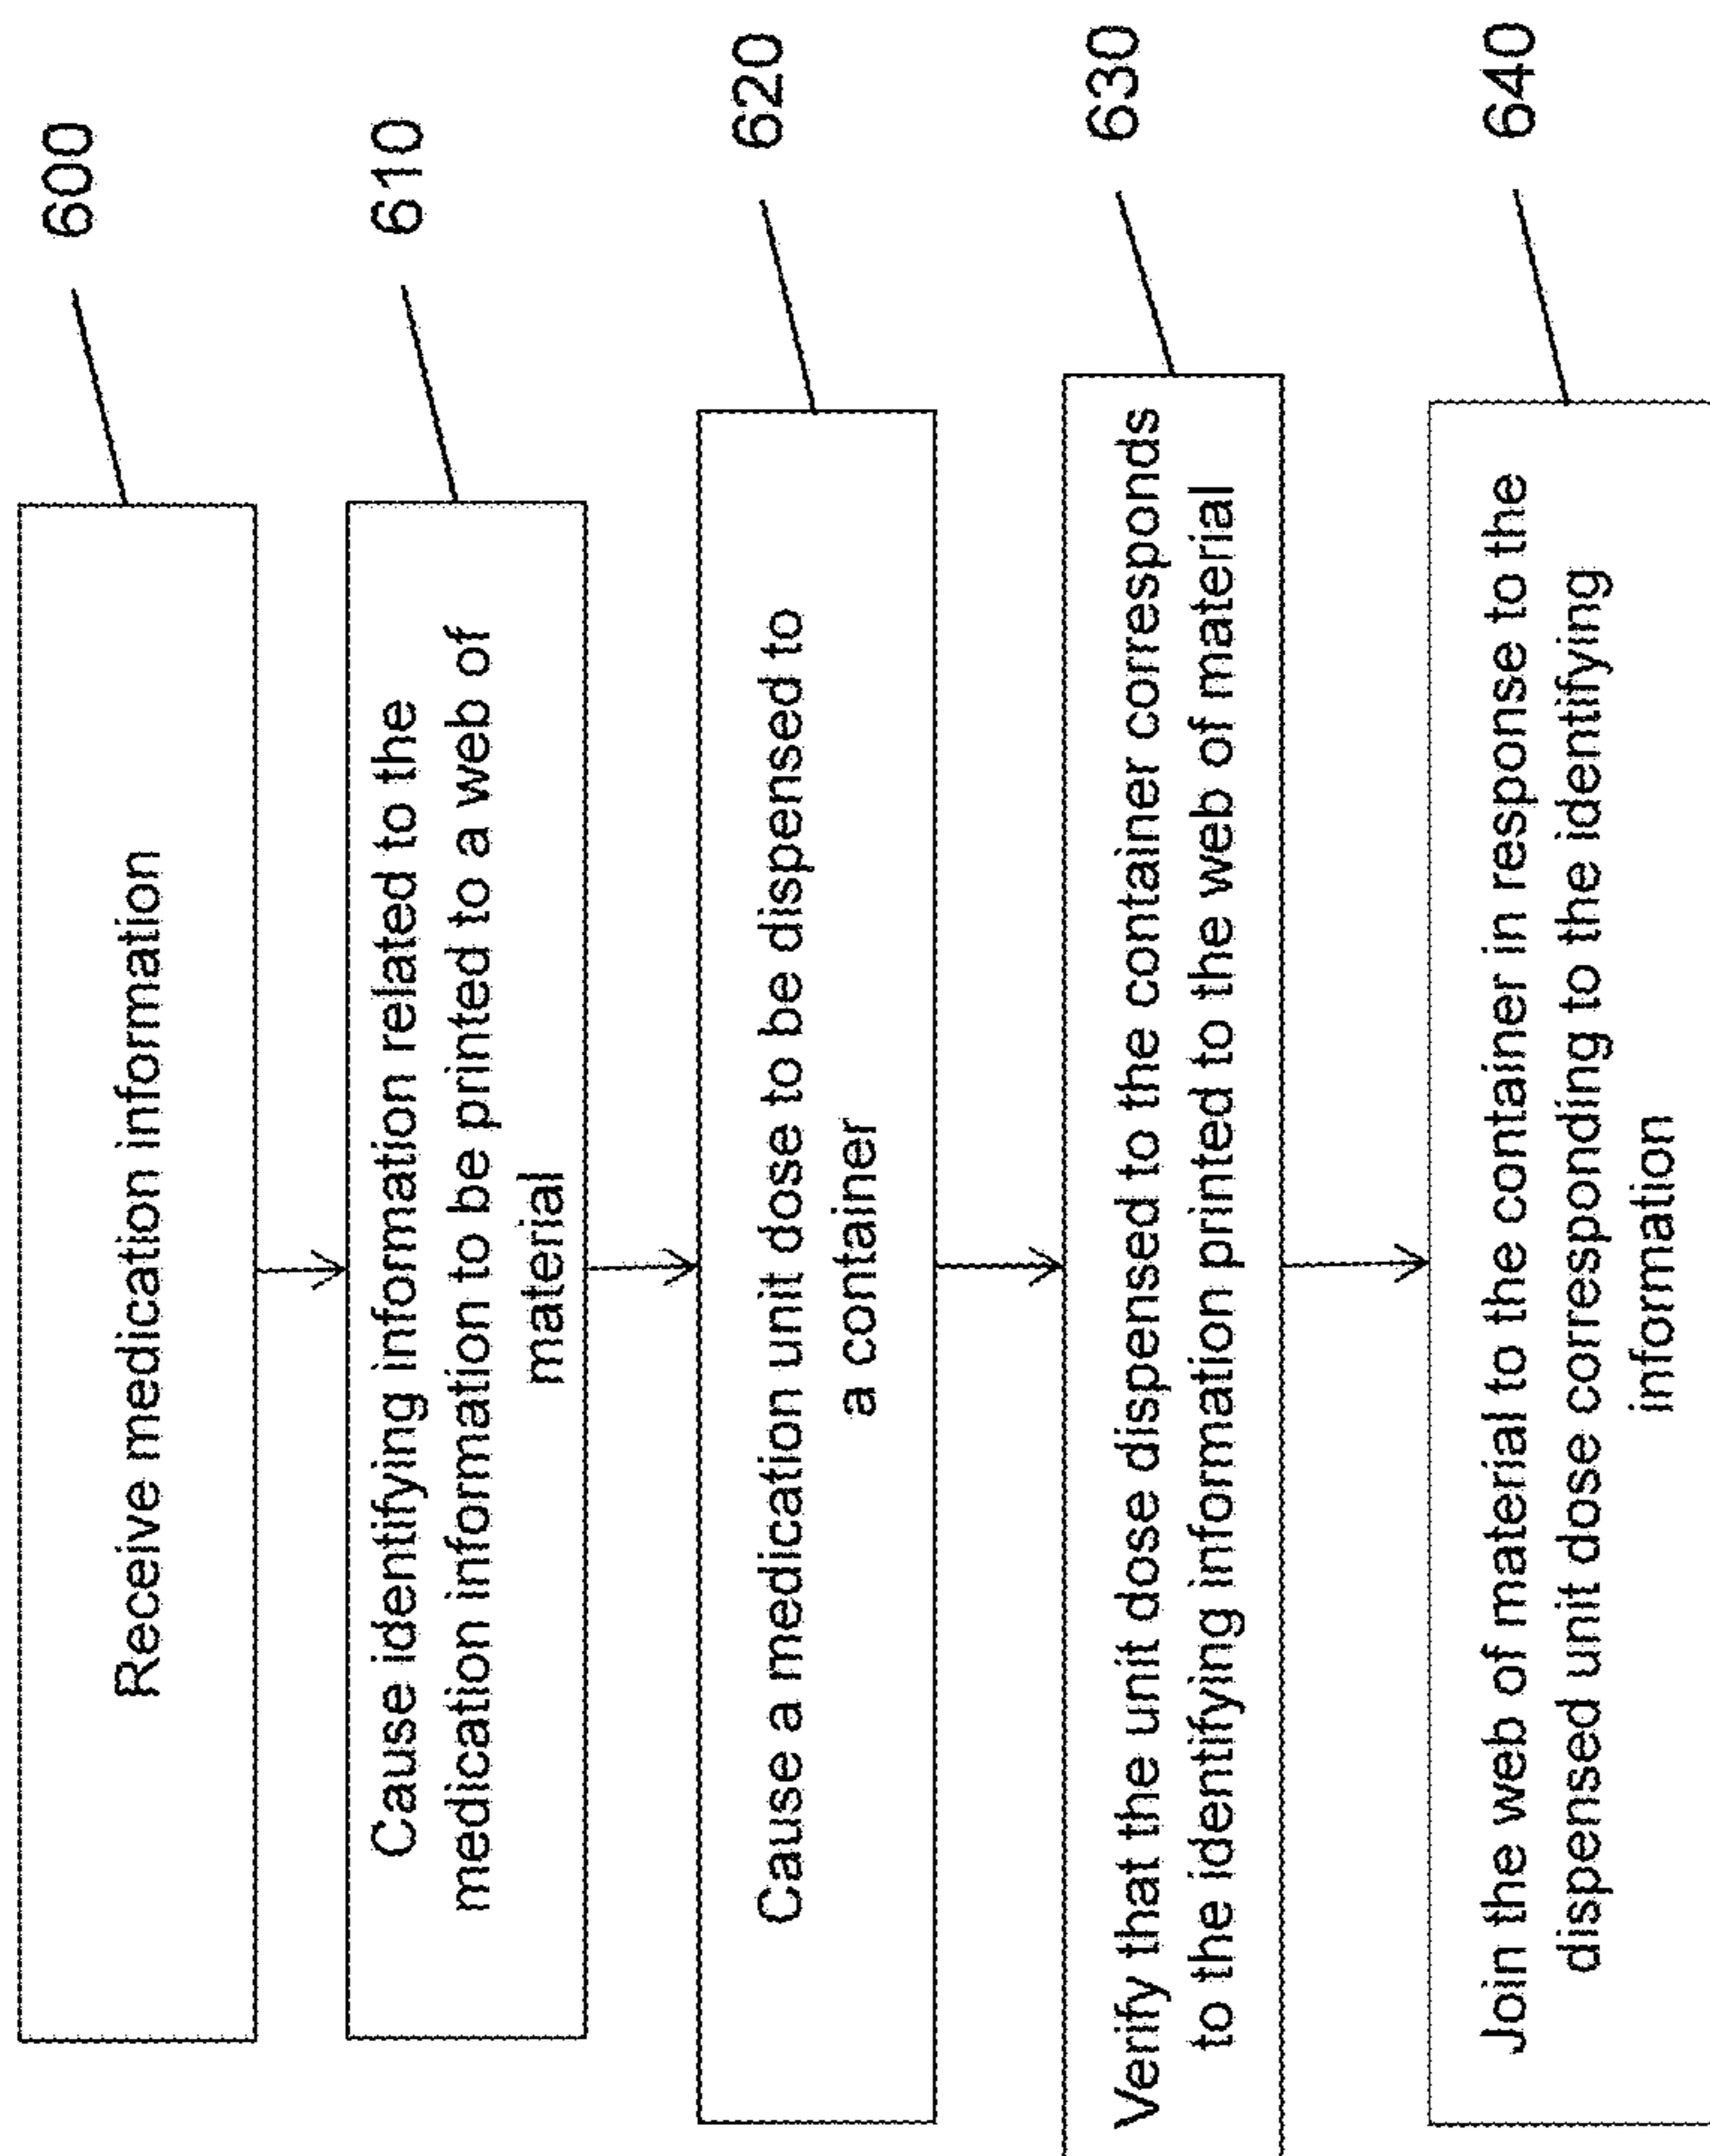 600
Receive medication information
610
Cause identifying information related to the
medication information to be printed to a web of
material
620
Cause a medication unit dose to be dispensed to
a container
630
Verify that the unit dose dispensed to the container corresponds
to the identifying information printed to the web of material
640
Join the web of material to the container in response to the
dispensed unit dose corresponding to the identifying
information